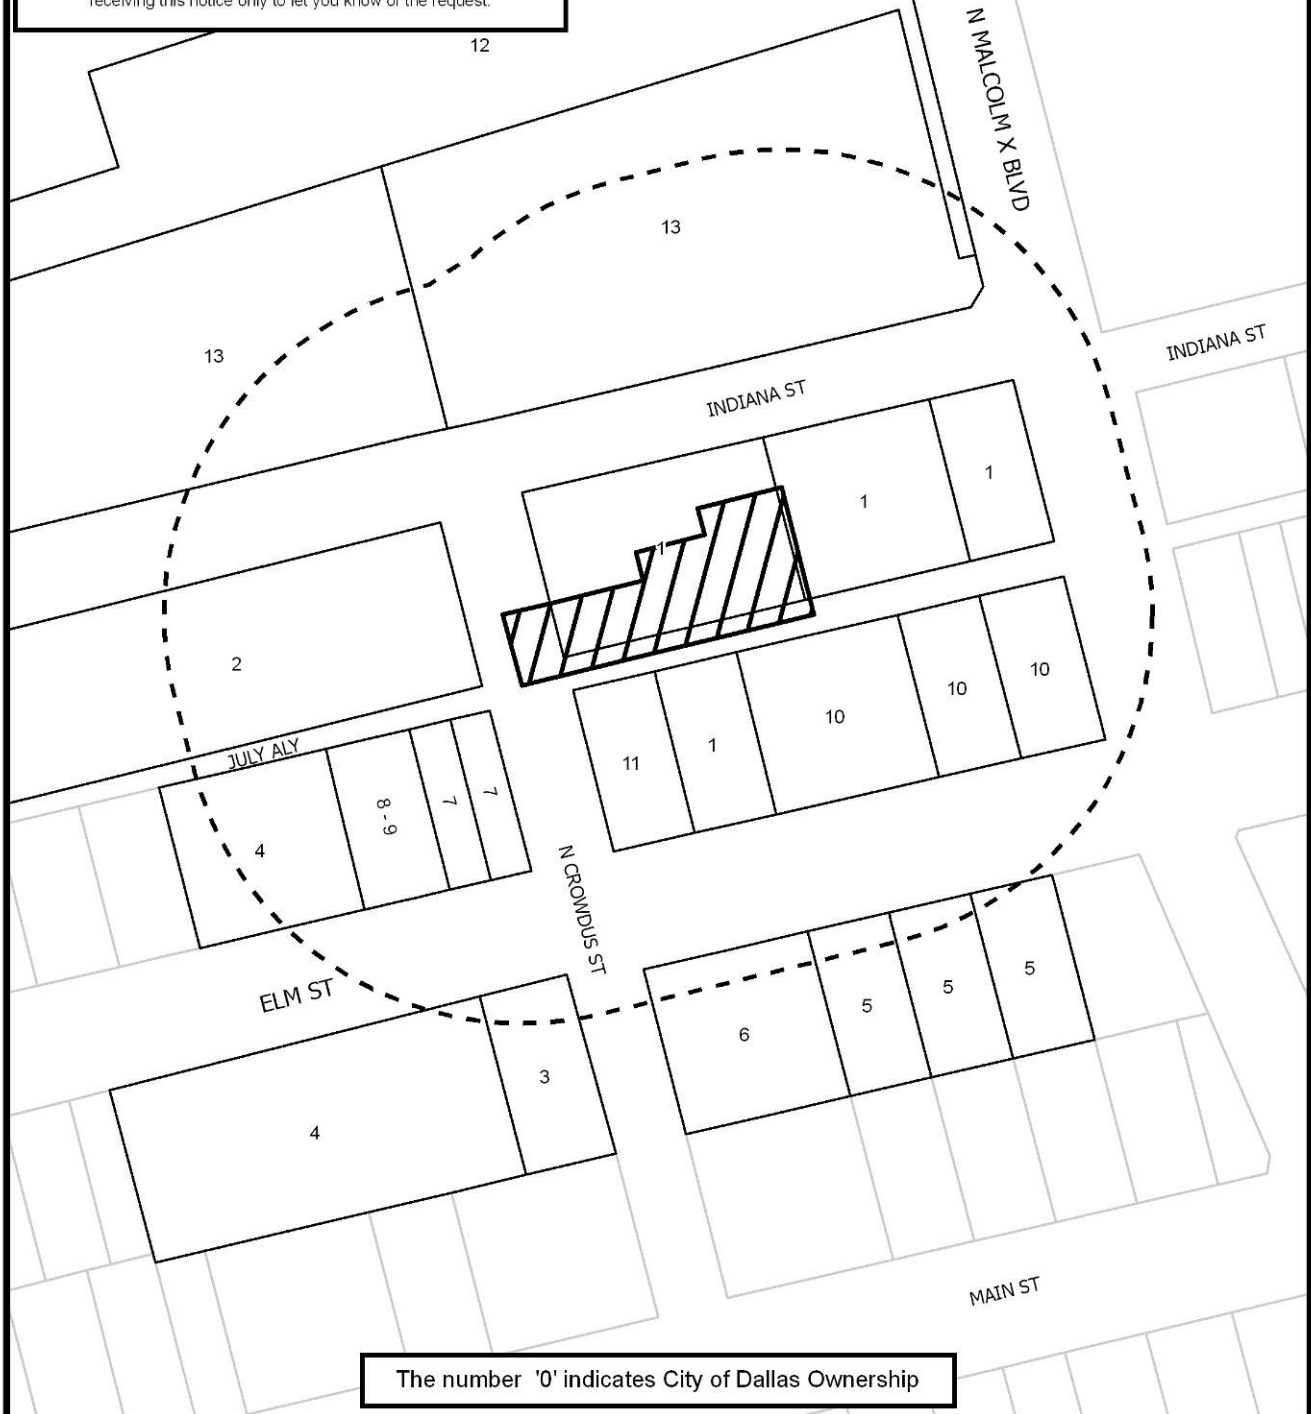 receiving this notice only to let you know of the request.
12
N MALCOLM X BLVD
13
13
INDIANA ST
INDIANA ST
1
1
1
2
10
10
10
11
1
JULY ALY
8 - 9
7
7
4
N CROWDUS ST
ELM ST
5
5
5
6
3
4
MAIN ST
The number '0' indicates City of Dallas Ownership